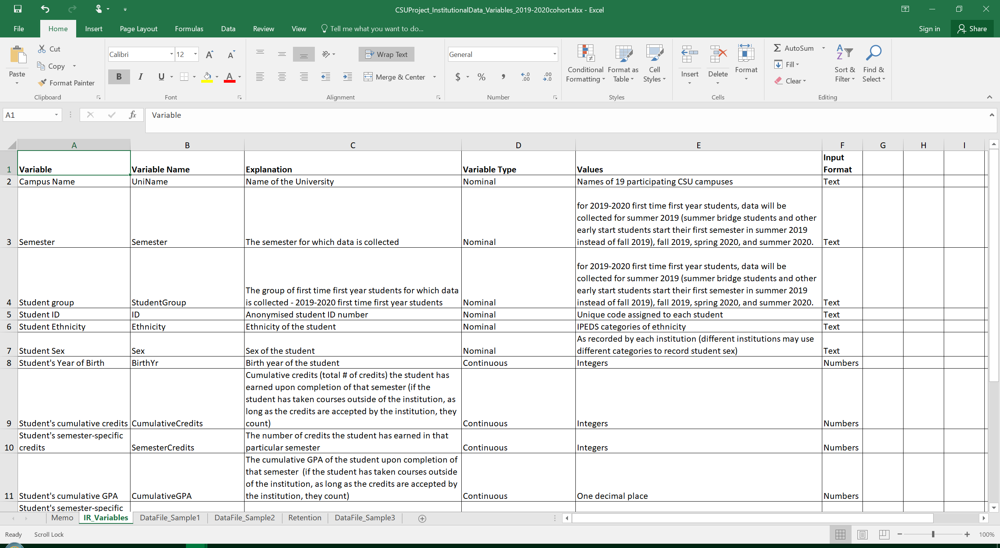 CSUProject_InstitutionalData_Variables_2019-2020cohort.xlsx - Excel
File Home Insert Page Layout Formulas Data Review View Tell me what you want to do... Sign in Share
Paste Cut Copy Format Painter
Clipboard
Calibri 12 A A
B I U A
Font
Wrap Text
Merge & Center
Alignment
General
$ % , .0 .00 .00 .0
Number
Conditional Formatting
Format as Table
Cell Styles
Styles
Insert Delete Format
Cells
AutoSum
Fill
Clear
Sort & Filter
Find & Select
Editing
A1 fx Variable
A B C D E F G H I
1 Variable Variable Name Explanation Variable Type Values Input Format
2 Campus Name UniName Name of the University Nominal Names of 19 participating CSU campuses Text
3 Semester Semester The semester for which data is collected Nominal
for 2019-2020 first time first year students, data will be
collected for summer 2019 (summer bridge students and other
early start students start their first semester in summer 2019
instead of fall 2019), fall 2019, spring 2020, and summer 2020.
Text
4 Student group StudentGroup
The group of first time first year students for which data
is collected - 2019-2020 first time first year students
Nominal
for 2019-2020 first time first year students, data will be
collected for summer 2019 (summer bridge students and other
early start students start their first semester in summer 2019
instead of fall 2019), fall 2019, spring 2020, and summer 2020.
Text
5 Student ID ID Anonymised student ID number Nominal Unique code assigned to each student Text
6 Student Ethnicity Ethnicity Ethnicity of the student Nominal IPEDS categories of ethnicity Text
7 Student Sex Sex Sex of the student Nominal
As recorded by each institution (different institutions may use
different categories to record student sex)
Text
8 Student's Year of Birth BirthYr Birth year of the student Continuous Integers Numbers
9 Student's cumulative credits CumulativeCredits
Cumulative credits (total # of credits) the student has
earned upon completion of that semester (if the
student has taken courses outside of the institution, as
long as the credits are accepted by the institution, they
count)
Continuous Integers Numbers
10 Student's semester-specific
credits
SemesterCredits
The number of credits the student has earned in that
particular semester
Continuous Integers Numbers
11 Student's cumulative GPA CumulativeGPA
The cumulative GPA of the student upon completion of
that semester (if the student has taken courses outside
of the institution, as long as the credits are accepted by
the institution, they count)
Continuous One decimal place Numbers
Student's semester-specific
Memo IR_Variables DataFile_Sample1 DataFile_Sample2 Retention DataFile_Sample3
Ready Scroll Lock 100%